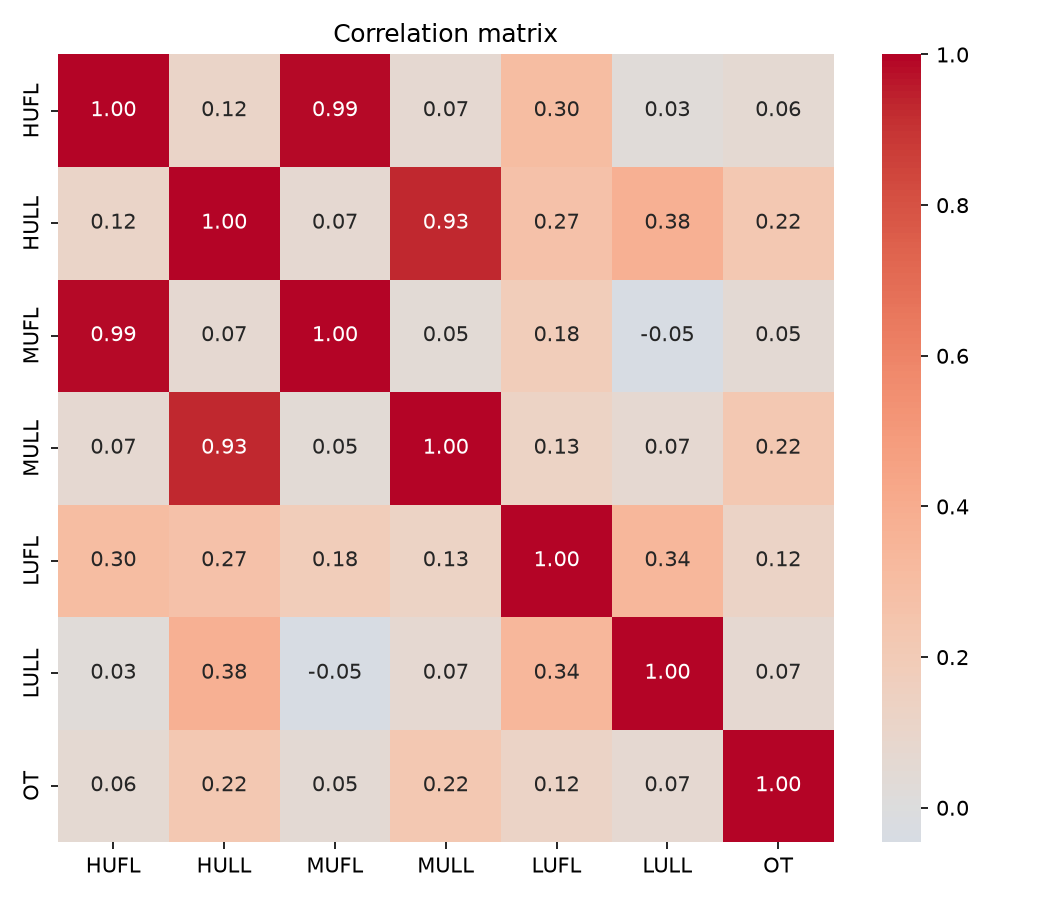 Correlation matrix
HUFL 1.00 0.12 0.99 0.07 0.30 0.03 0.06
HULL 0.12 1.00 0.07 0.93 0.27 0.38 0.22
MUFL 0.99 0.07 1.00 0.05 0.18 -0.05 0.05
MULL 0.07 0.93 0.05 1.00 0.13 0.07 0.22
LUFL 0.30 0.27 0.18 0.13 1.00 0.34 0.12
LULL 0.03 0.38 -0.05 0.07 0.34 1.00 0.07
OT 0.06 0.22 0.05 0.22 0.12 0.07 1.00
HUFL HULL MUFL MULL LUFL LULL OT
1.0
0.8
0.6
0.4
0.2
0.0